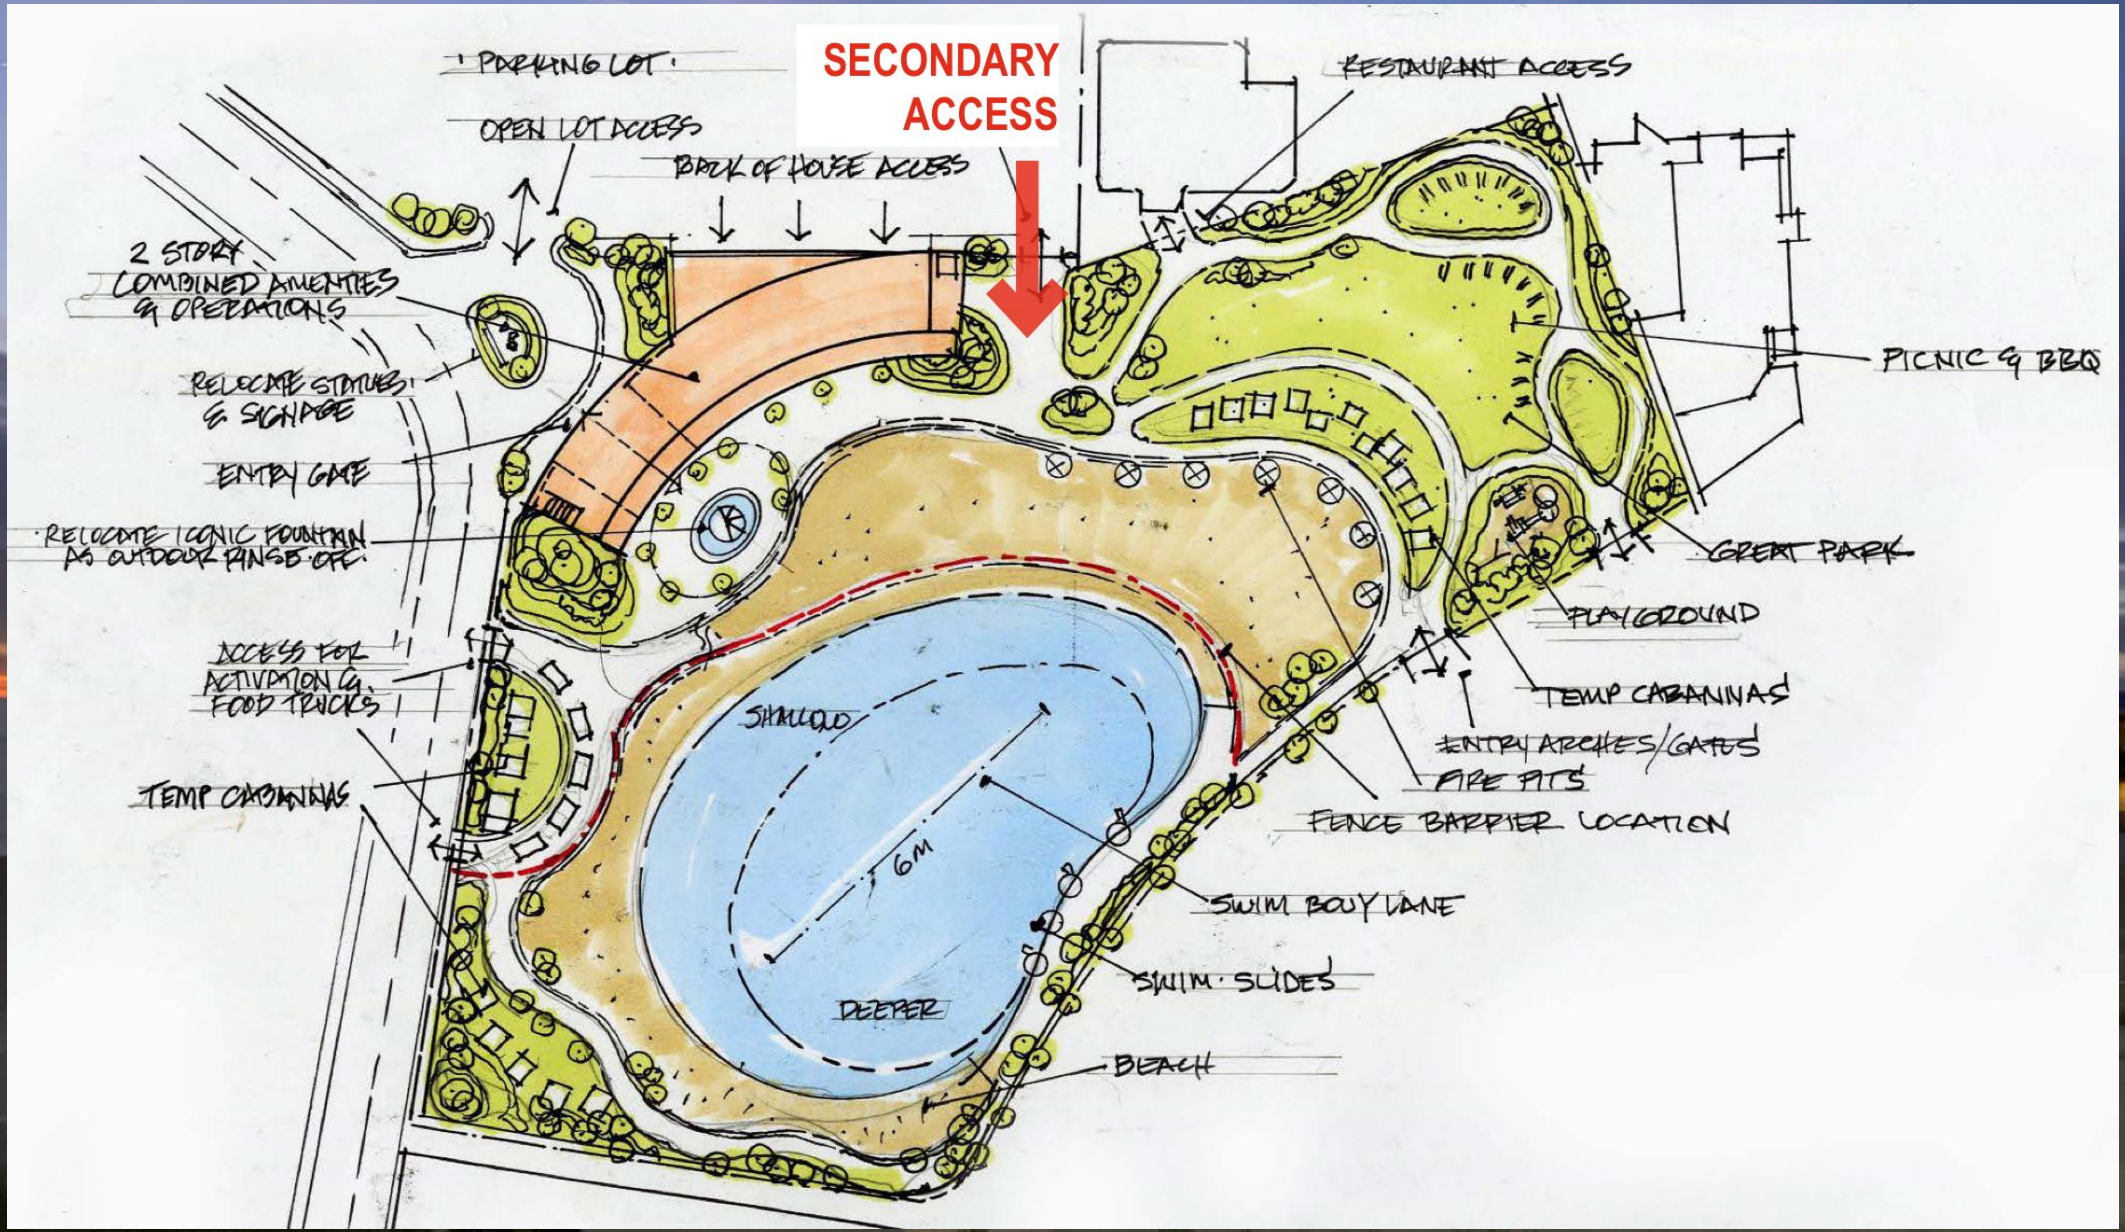 SECONDARY
ACCESS
· PARKING LOT ·
OPEN LOT ACCESS
BACK OF HOUSE ACCESS
RESTAURANT ACCESS
2 STORY
COMBINED AMENTIES
& OPERATIONS
RELOCATE STATUES
& SIGNAGE
ENTRY GATE
· RELOCATE ICONIC FOUNTAIN
AS OUTDOUR RINSE·OFF.
ACCESS FOR
ACTIVATION &
FOOD TRUCKS
TEMP CABANNAS
PICNIC & BBQ
GREAT PARK
PLAYGROUND
TEMP CABANNAS
ENTRY ARCHES/GATES
FIRE PITS
FENCE BARRIER LOCATION
SWIM BOUY LANE
SWIM·SLIDES
BEACH
SHALLOW
6M
DEEPER